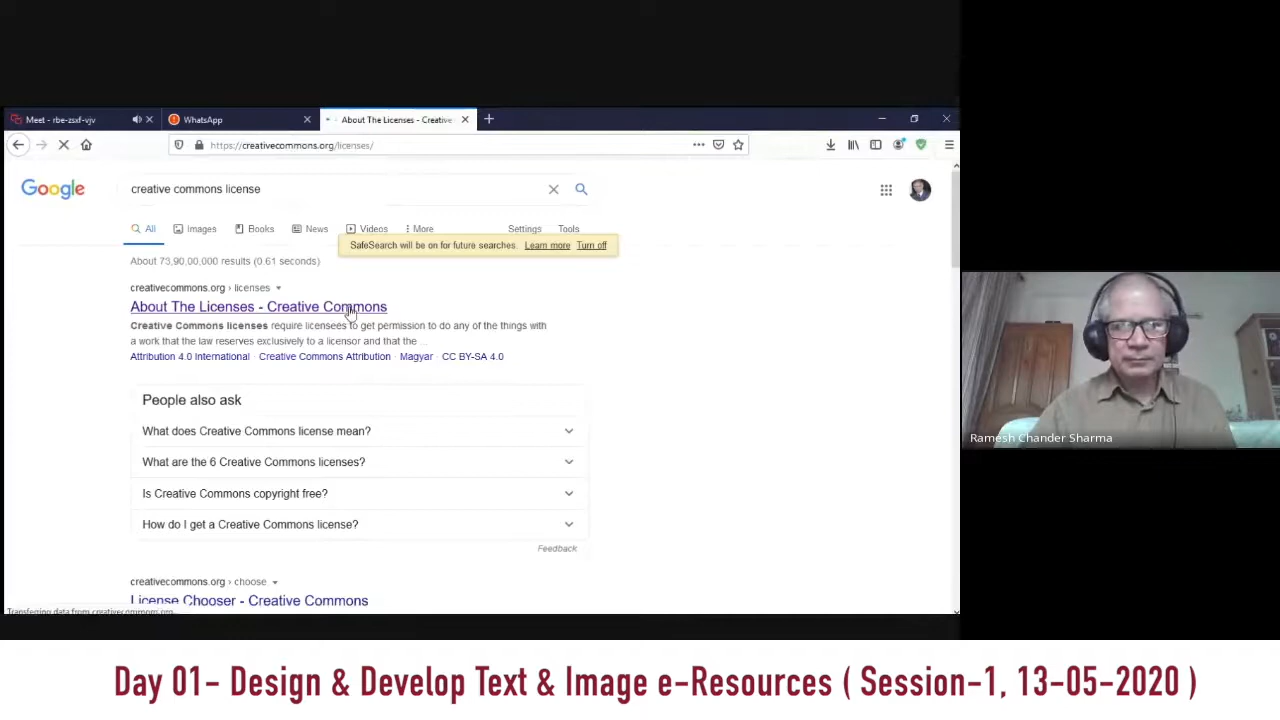 Meet - rbe-zsxf-vjv
WhatsApp
About The Licenses - Creative
https://creativecommons.org/licenses/
Google
creative commons license
All
Images
Books
News
Videos
More
Settings
Tools
SafeSearch will be on for future searches. Learn more Turn off
About 73,90,00,000 results (0.61 seconds)
creativecommons.org › licenses
About The Licenses - Creative Commons
Creative Commons licenses require licensees to get permission to do any of the things with
a work that the law reserves exclusively to a licensor and that the ...
Attribution 4.0 International · Creative Commons Attribution · Magyar · CC BY-SA 4.0
People also ask
What does Creative Commons license mean?
What are the 6 Creative Commons licenses?
Is Creative Commons copyright free?
How do I get a Creative Commons license?
Feedback
creativecommons.org › choose
License Chooser - Creative Commons
Transferring data from creativecommons.org...
Ramesh Chander Sharma
Day 01- Design & Develop Text & Image e-Resources ( Session-1, 13-05-2020 )